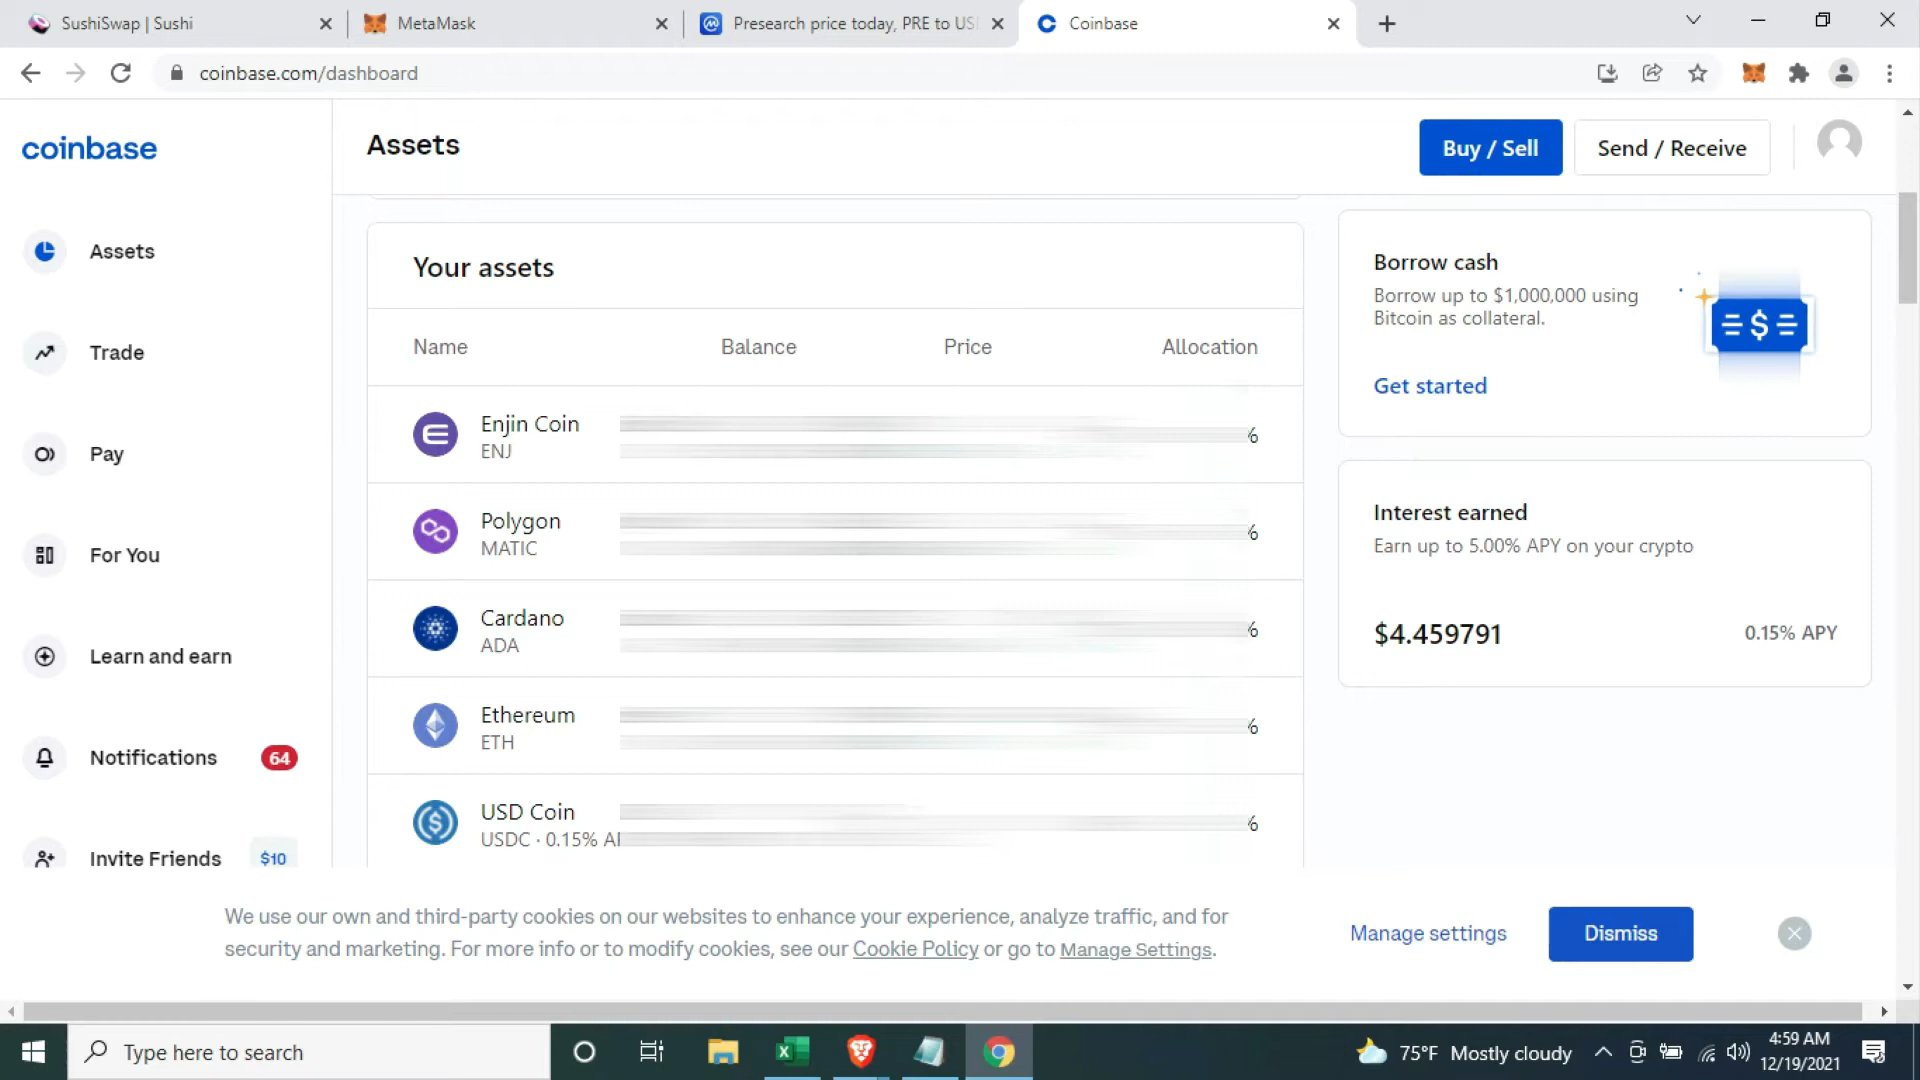 SushiSwap | Sushi
MetaMask
Presearch price today, PRE to US
Coinbase
coinbase.com/dashboard
coinbase
Assets
Buy / Sell
Send / Receive
Assets
Trade
Pay
For You
Learn and earn
Notifications
64
Invite Friends
$10
Your assets
Name
Balance
Price
Allocation
Enjin Coin
ENJ
Polygon
MATIC
Cardano
ADA
Ethereum
ETH
USD Coin
USDC · 0.15%
Borrow cash
Borrow up to $1,000,000 using
Bitcoin as collateral.
Get started
Interest earned
Earn up to 5.00% APY on your crypto
$4.459791
0.15% APY
We use our own and third-party cookies on our websites to enhance your experience, analyze traffic, and for
security and marketing. For more info or to modify cookies, see our Cookie Policy or go to Manage Settings.
Manage settings
Dismiss
Type here to search
75°F Mostly cloudy
4:59 AM
12/19/2021